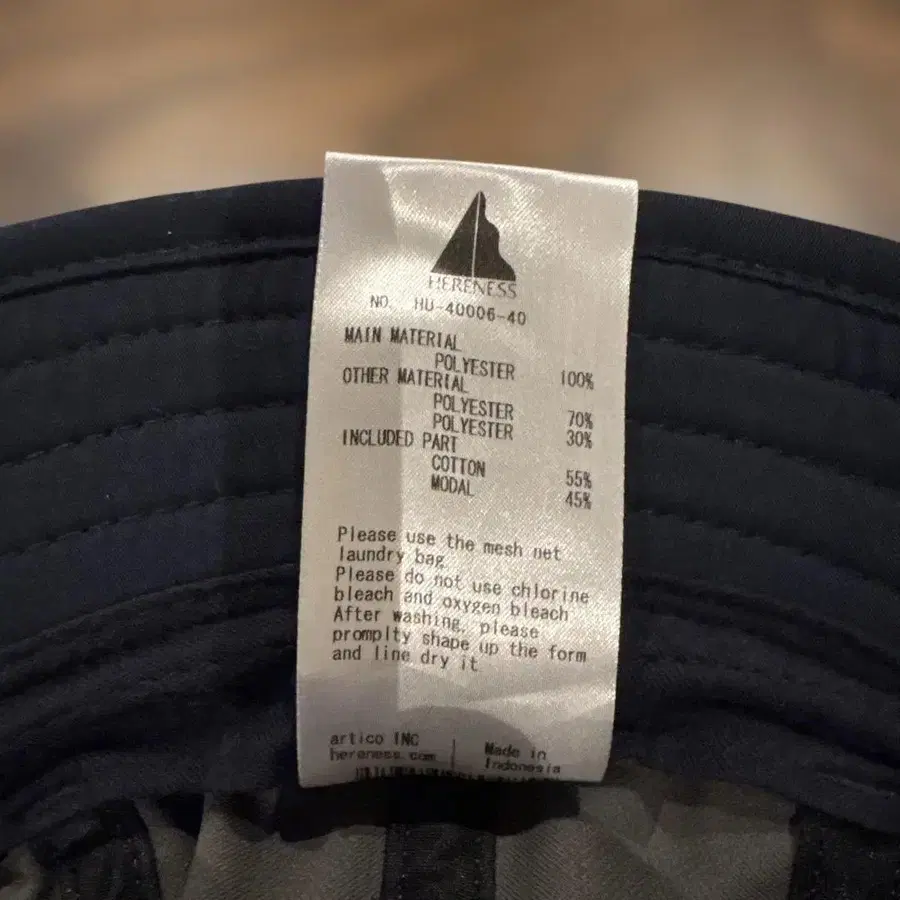 HERENESS
NO. HU-40006-40
MAIN MATERIAL
POLYESTER 100%
OTHER MATERIAL
POLYESTER 70%
POLYESTER 30%
INCLUDED PART
COTTON 55%
MODAL 45%
Please use the mesh net
laundry bag
Please do not use chlorine
bleach and oxygen bleach
After washing, please
promplty shape up the form
and line dry it
artico INC
hereness.com
Made in
Indonesia